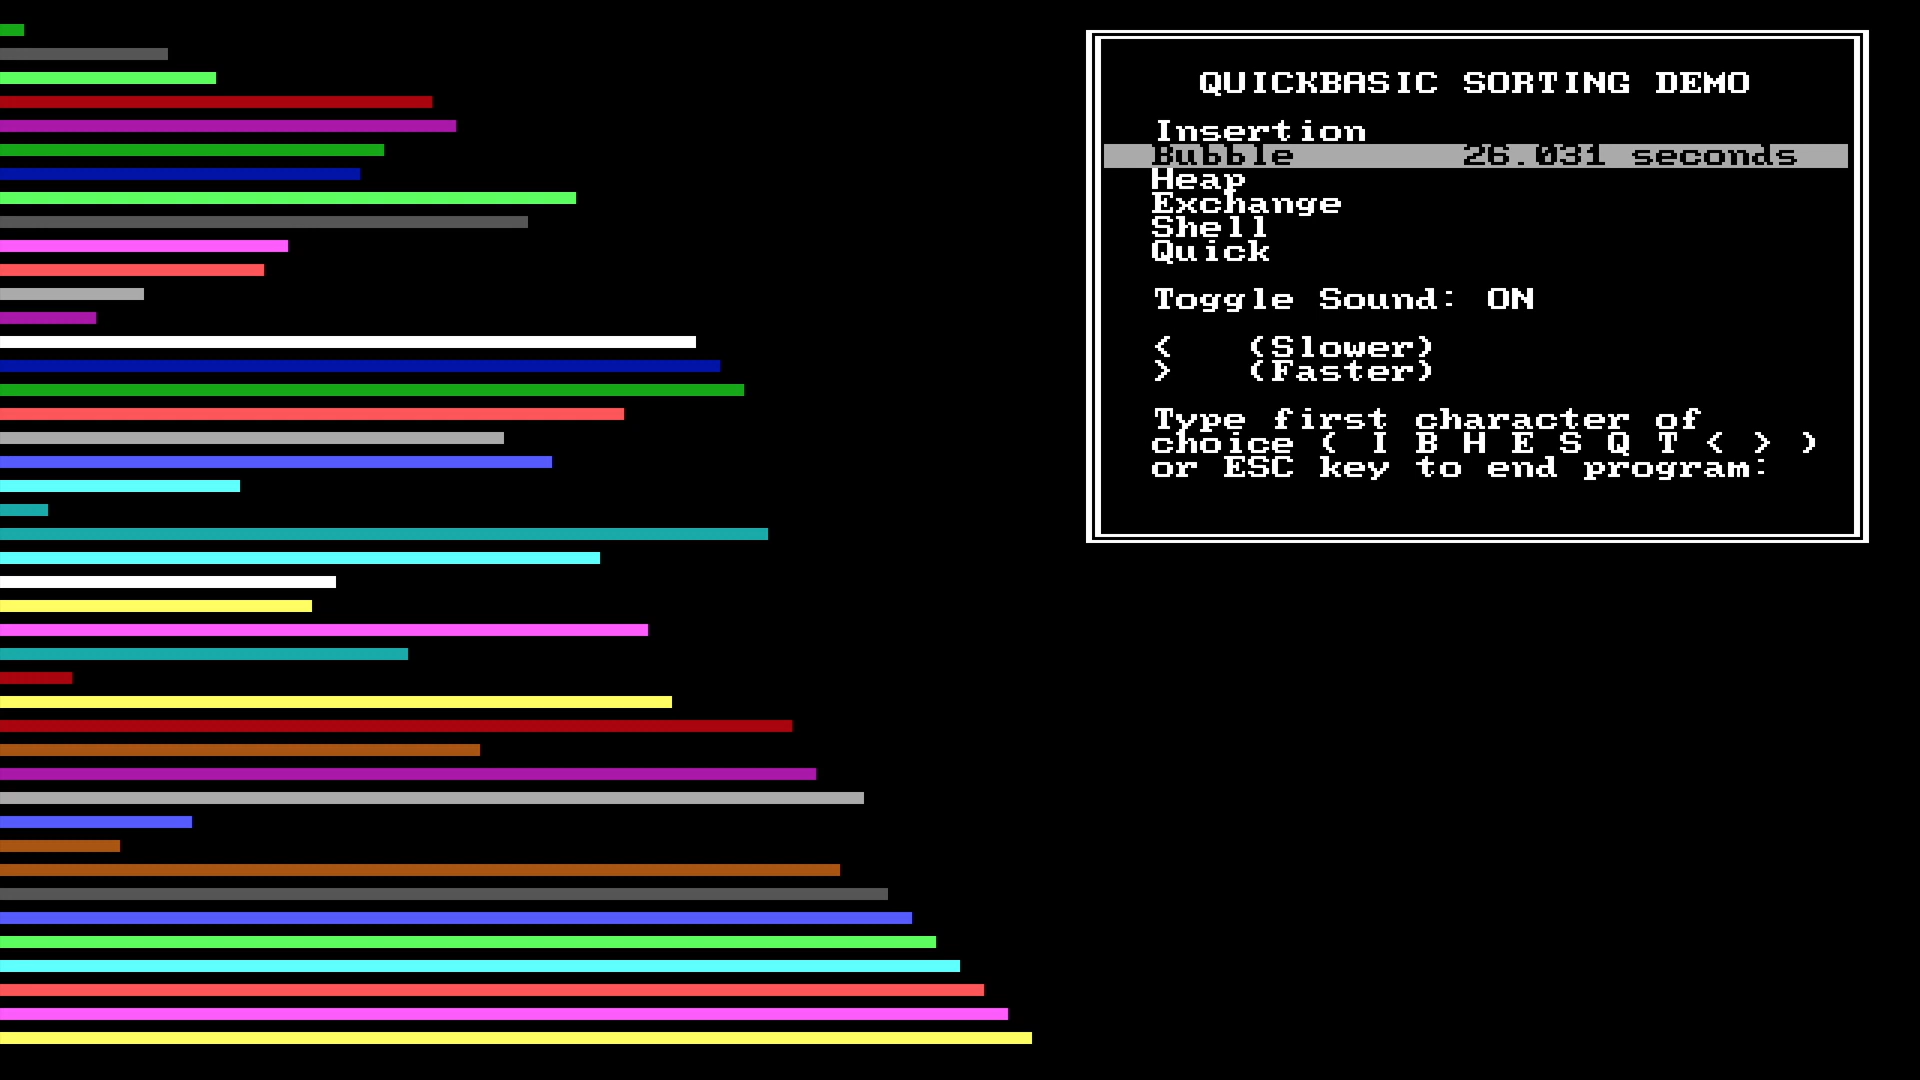 QUICKBASIC SORTING DEMO
Insertion
Bubble 26.031 seconds
Heap
Exchange
Shell
Quick
Toggle Sound: ON
< (Slower)
> (Faster)
Type first character of
choice ( I B H E S Q T < > )
or ESC key to end program: